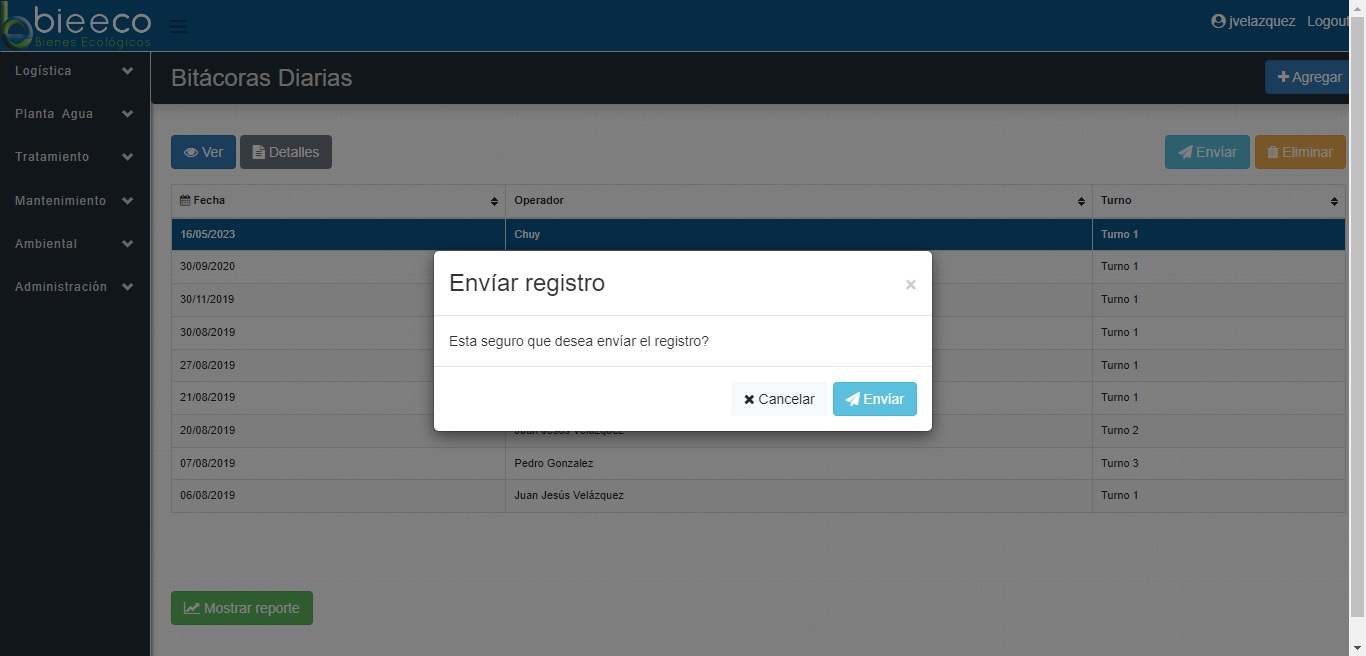 bieeco
Bienes Ecológicos
jvelazquez Logout
Logística
Planta Agua
Tratamiento
Mantenimiento
Ambiental
Administración
Bitácoras Diarias
Agregar
Ver Detalles
Envíar Eliminar
Fecha Operador Turno
16/05/2023 Chuy Turno 1
30/09/2020 Turno 1
30/11/2019 Turno 1
30/08/2019 Turno 1
27/08/2019 Turno 1
21/08/2019 Turno 1
20/08/2019 Juan Jesús Velázquez Turno 2
07/08/2019 Pedro Gonzalez Turno 3
06/08/2019 Juan Jesús Velázquez Turno 1
Envíar registro ×
Esta seguro que desea envíar el registro?
Cancelar Envíar
Mostrar reporte